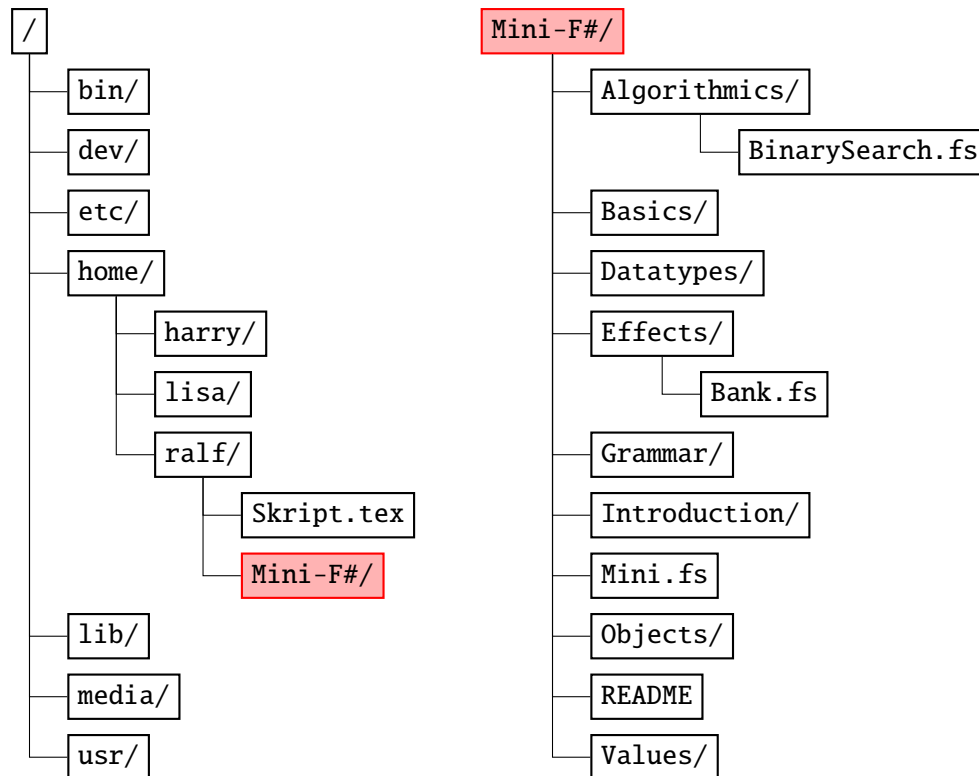 /
bin/
dev/
etc/
home/
harry/
lisa/
ralf/
Skript.tex
Mini-F#/
lib/
media/
usr/
Mini-F#/
Algorithmics/
BinarySearch.fs
Basics/
Datatypes/
Effects/
Bank.fs
Grammar/
Introduction/
Mini.fs
Objects/
README
Values/